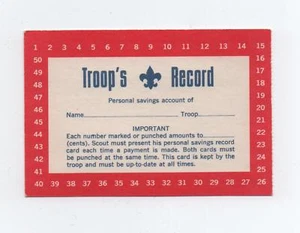 1 2 3 4 5 6 7 8 9 10 11 12 13 14 15
50 16
49 17
48 18
47 19
46 20
45 21
44 22
43 23
42 24
41 25
40 39 38 37 36 35 34 33 32 31 30 29 28 27 26
Troop's Record
Personal savings account of
Name Troop
IMPORTANT
Each number marked or punched amounts to
(cents). Scout must present his personal savings record
card each time a payment is made. Both cards must
be punched at the same time. This card is kept by the
troop and must be up-to-date at all times.